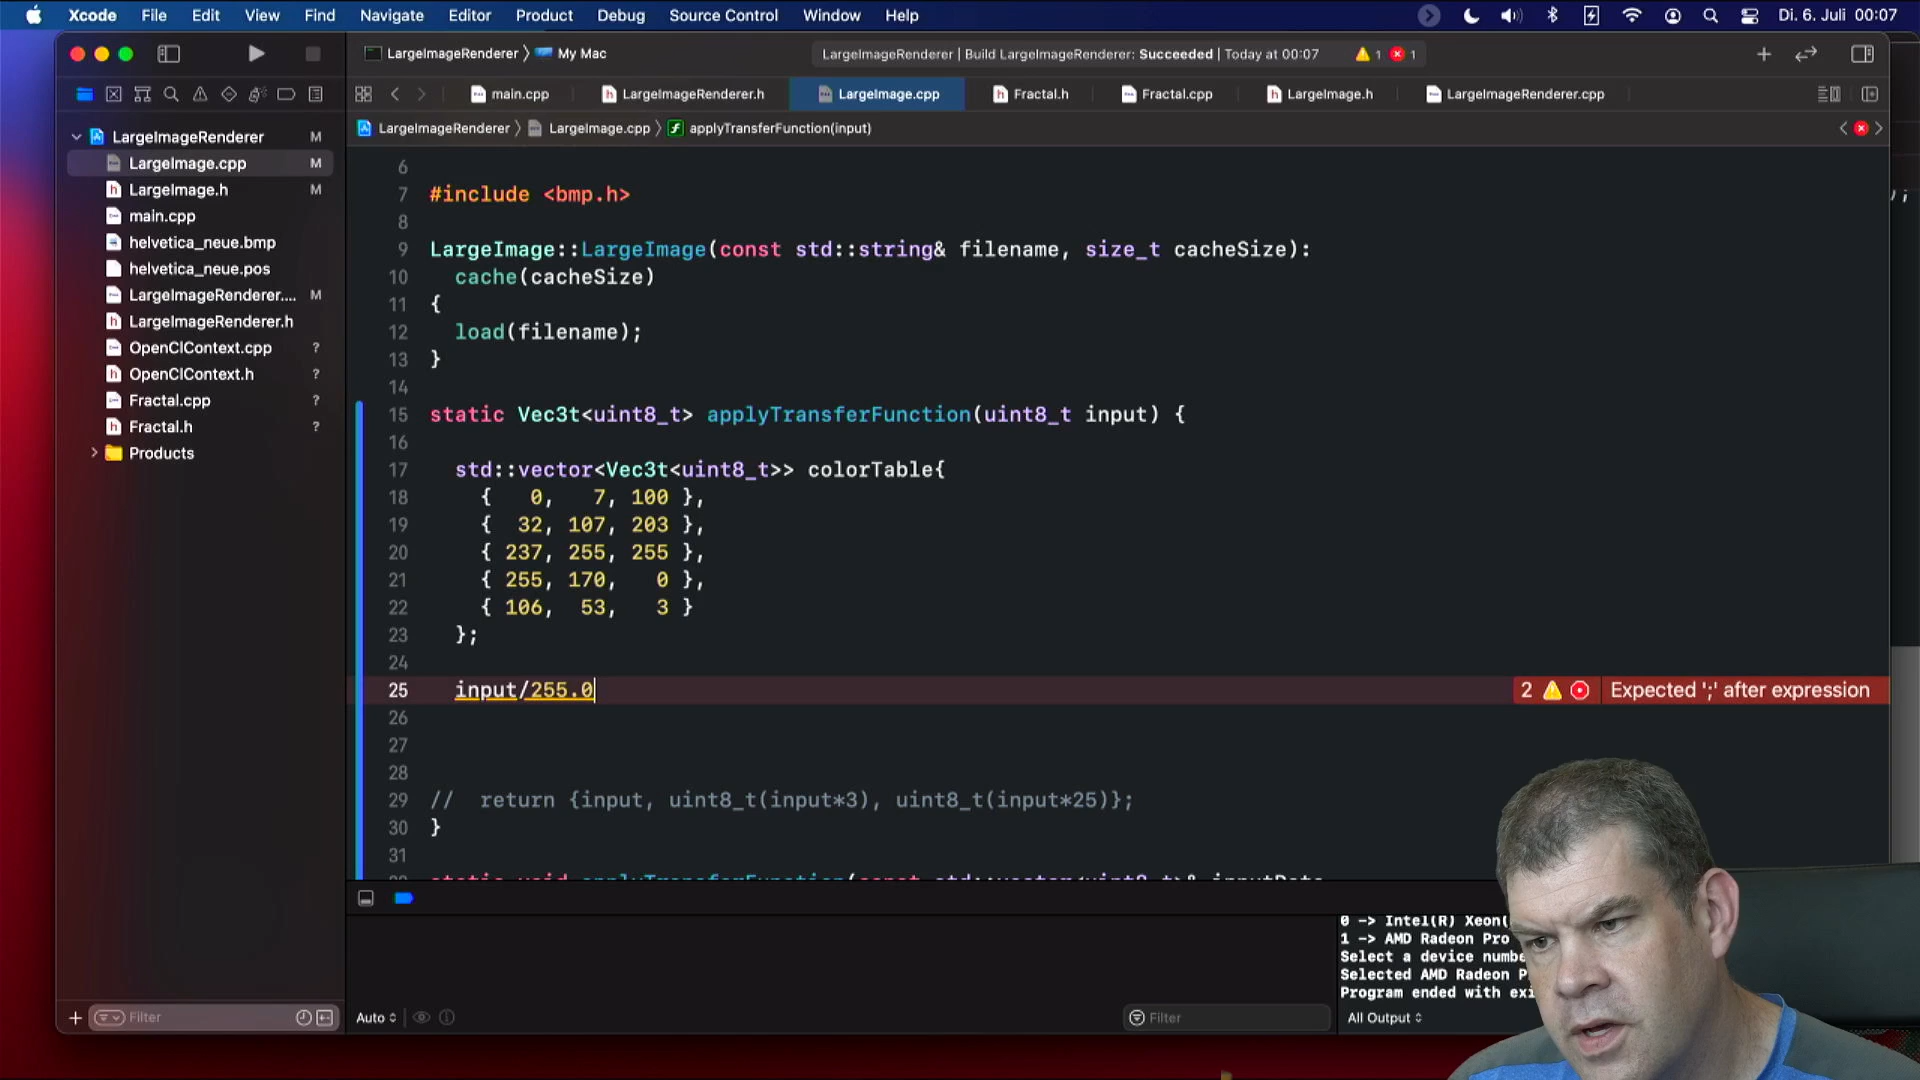 Xcode File Edit View Find Navigate Editor Product Debug Source Control Window Help Di. 6. Juli 00:07
LargeImageRenderer My Mac LargeImageRenderer | Build LargeImageRenderer: Succeeded | Today at 00:07 1 1
main.cpp LargeImageRenderer.h LargeImage.cpp Fractal.h Fractal.cpp LargeImage.h LargeImageRenderer.cpp
LargeImageRenderer LargeImage.cpp applyTransferFunction(input)
LargeImageRenderer M
LargeImage.cpp M
LargeImage.h M
main.cpp
helvetica_neue.bmp
helvetica_neue.pos
LargeImageRenderer.... M
LargeImageRenderer.h
OpenClContext.cpp ?
OpenClContext.h ?
Fractal.cpp ?
Fractal.h ?
Products
Filter
6
7 #include <bmp.h>
8
9 LargeImage::LargeImage(const std::string& filename, size_t cacheSize):
10 cache(cacheSize)
11 {
12 load(filename);
13 }
14
15 static Vec3t<uint8_t> applyTransferFunction(uint8_t input) {
16
17 std::vector<Vec3t<uint8_t>> colorTable{
18 { 0, 7, 100 },
19 { 32, 107, 203 },
20 { 237, 255, 255 },
21 { 255, 170, 0 },
22 { 106, 53, 3 }
23 };
24
25 input/255.0 2 Expected ';' after expression
26
27
28
29 // return {input, uint8_t(input*3), uint8_t(input*25)};
30 }
31
0 -> Intel(R) Xeon(
1 -> AMD Radeon Pro
Select a device numbe
Selected AMD Radeon P
Program ended with exi
Auto Filter All Output